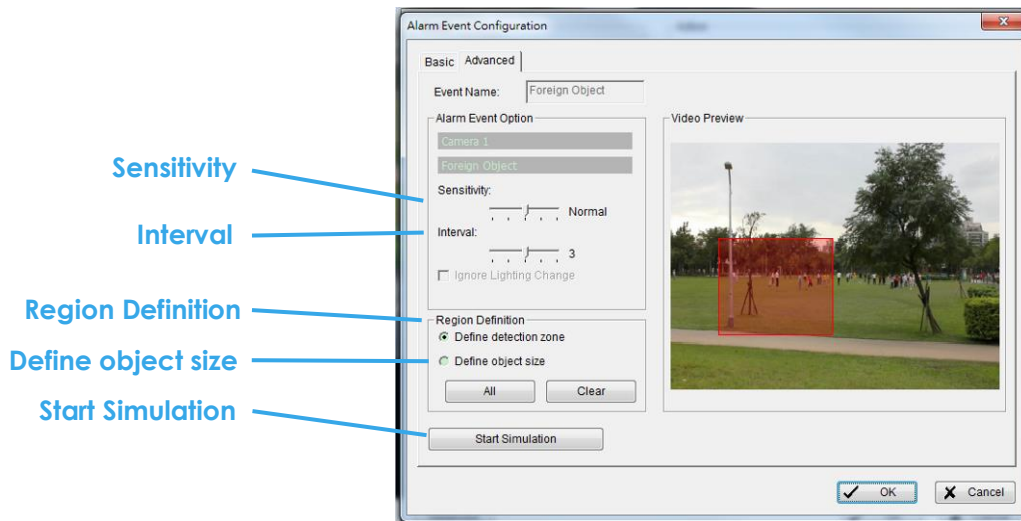 Alarm Event Configuration
Basic
Advanced
Event Name:
Foreign Object
Alarm Event Option
Camera 1
Foreign Object
Sensitivity:
Normal
Interval:
3
Ignore Lighting Change
Region Definition
Define detection zone
Define object size
All
Clear
Start Simulation
Video Preview
OK
Cancel
Sensitivity
Interval
Region Definition
Define object size
Start Simulation